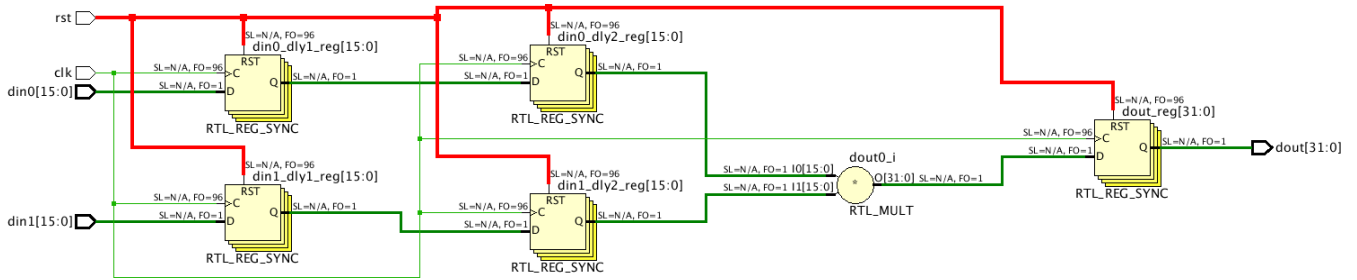 rst
SL=N/A, FO=96
din0_dly1_reg[15:0]
RST
clk
SL=N/A, FO=96
C
din0[15:0]
SL=N/A, FO=1
D
Q
SL=N/A, FO=1
RTL_REG_SYNC
SL=N/A, FO=96
din0_dly2_reg[15:0]
RST
SL=N/A, FO=96
C
SL=N/A, FO=1
D
Q
SL=N/A, FO=1
RTL_REG_SYNC
SL=N/A, FO=96
din1_dly1_reg[15:0]
RST
SL=N/A, FO=96
C
din1[15:0]
SL=N/A, FO=1
D
Q
SL=N/A, FO=1
RTL_REG_SYNC
SL=N/A, FO=96
din1_dly2_reg[15:0]
RST
SL=N/A, FO=96
C
SL=N/A, FO=1
D
Q
SL=N/A, FO=1
RTL_REG_SYNC
dout0_i
SL=N/A, FO=1 I0[15:0]
SL=N/A, FO=1 I1[15:0]
*
O[31:0] SL=N/A, FO=1
RTL_MULT
SL=N/A, FO=96
dout_reg[31:0]
RST
SL=N/A, FO=96
C
SL=N/A, FO=1
D
Q
SL=N/A, FO=1
dout[31:0]
RTL_REG_SYNC